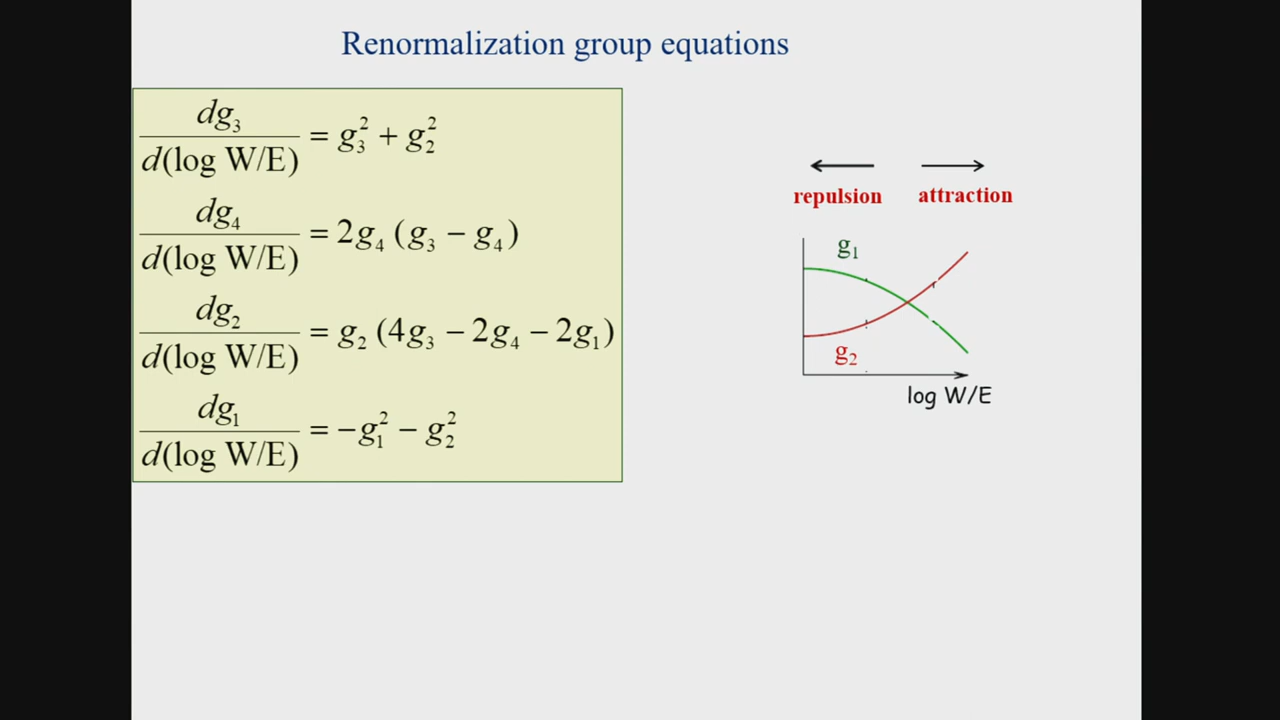 Renormalization group equations
dg₃/d(log W/E) = g₃² + g₂²
dg₄/d(log W/E) = 2g₄ (g₃ − g₄)
dg₂/d(log W/E) = g₂ (4g₃ − 2g₄ − 2g₁)
dg₁/d(log W/E) = −g₁² − g₂²
repulsion attraction
g₁
g₂
log W/E